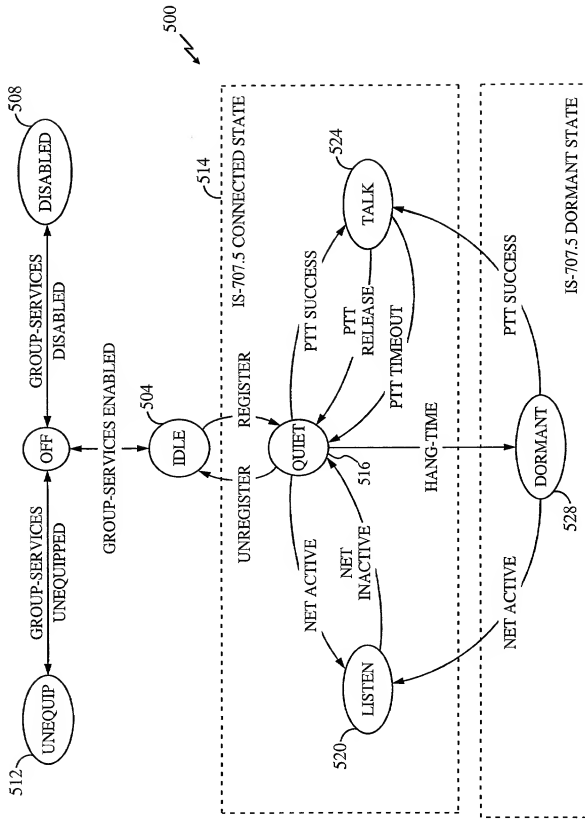 500
508
DISABLED
GROUP-SERVICES
DISABLED
OFF
GROUP-SERVICES
UNEQUIPPED
UNEQUIP
512
GROUP-SERVICES ENABLED
504
IDLE
REGISTER
UNREGISTER
514
IS-707.5 CONNECTED STATE
QUIET
516
PTT SUCCESS
PTT
RELEASE
PTT TIMEOUT
TALK
524
NET ACTIVE
NET
INACTIVE
LISTEN
520
HANG-TIME
PTT SUCCESS
NET ACTIVE
DORMANT
528
IS-707.5 DORMANT STATE